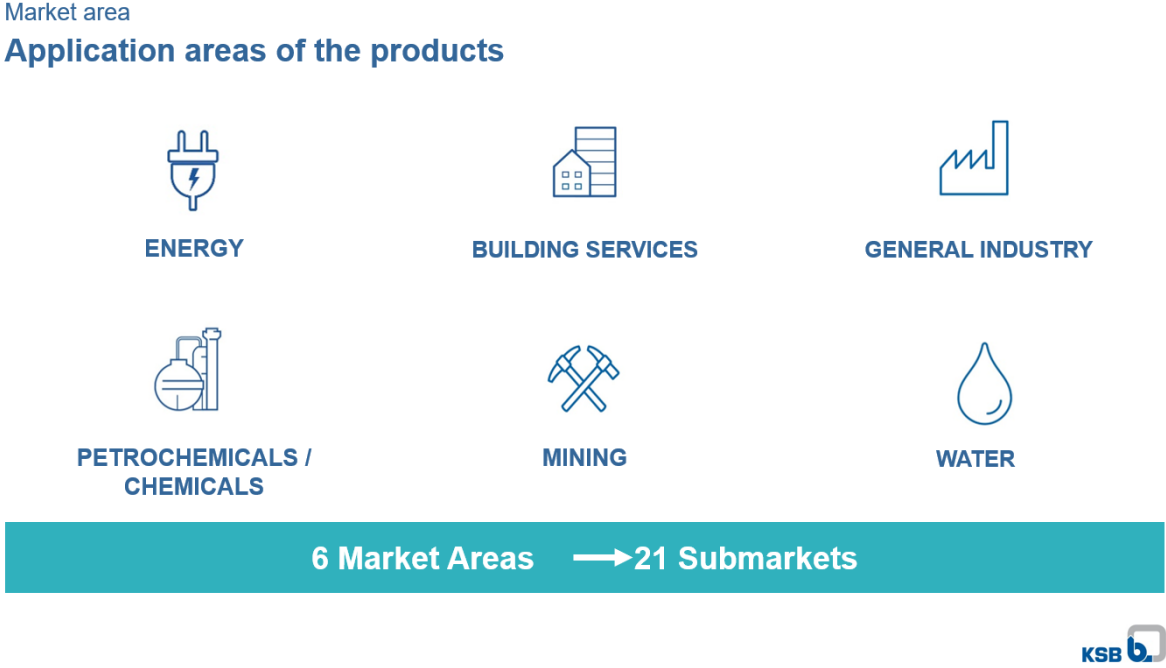 Market area
Application areas of the products
ENERGY
BUILDING SERVICES
GENERAL INDUSTRY
PETROCHEMICALS /
CHEMICALS
MINING
WATER
6 Market Areas → 21 Submarkets
KSB b.